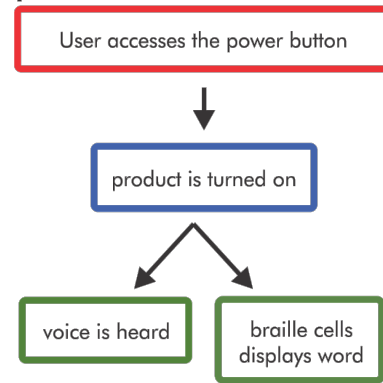 User accesses the power button
product is turned on
voice is heard
braille cells
displays word